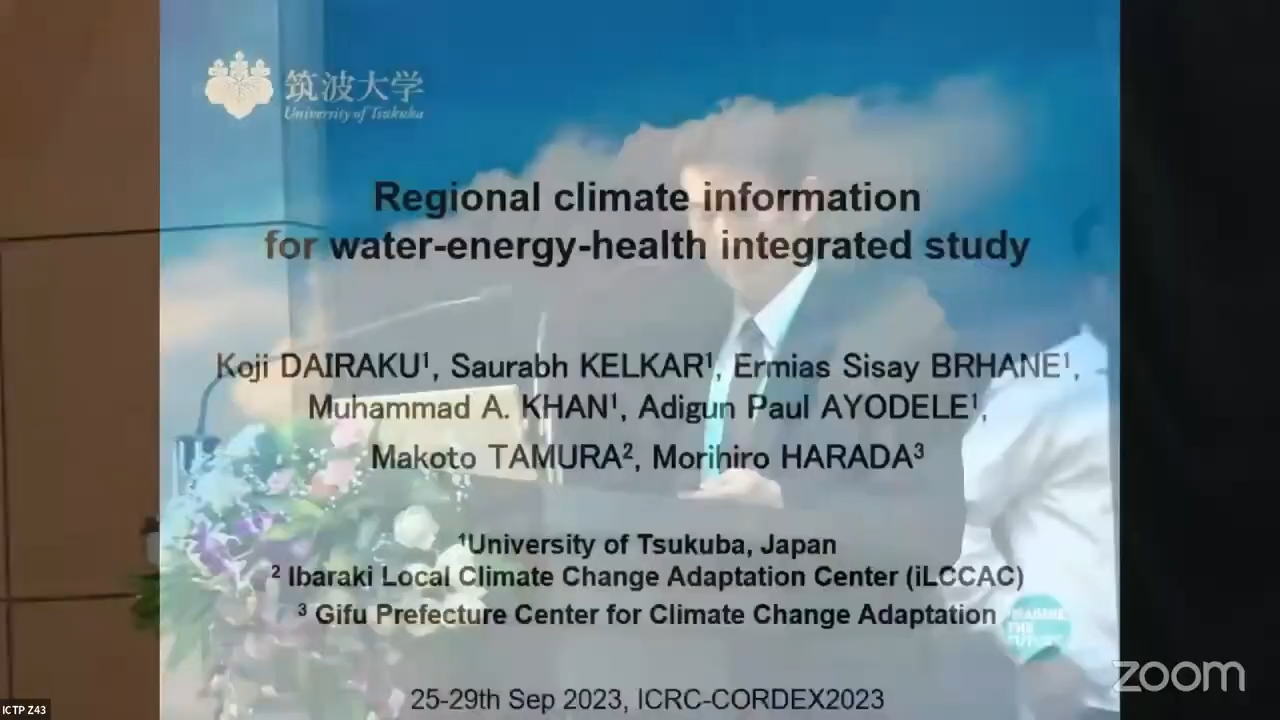 筑波大学
University of Tsukuba
Regional climate information
for water-energy-health integrated study
Koji DAIRAKU¹, Saurabh KELKAR¹, Ermias Sisay BRHANE¹,
Muhammad A. KHAN¹, Adigun Paul AYODELE¹,
Makoto TAMURA², Morihiro HARADA³
¹University of Tsukuba, Japan
² Ibaraki Local Climate Change Adaptation Center (iLCCAC)
³ Gifu Prefecture Center for Climate Change Adaptation
IMAGINE
THE
FUTURE
25-29th Sep 2023, ICRC-CORDEX2023
zoom
ICTP Z43